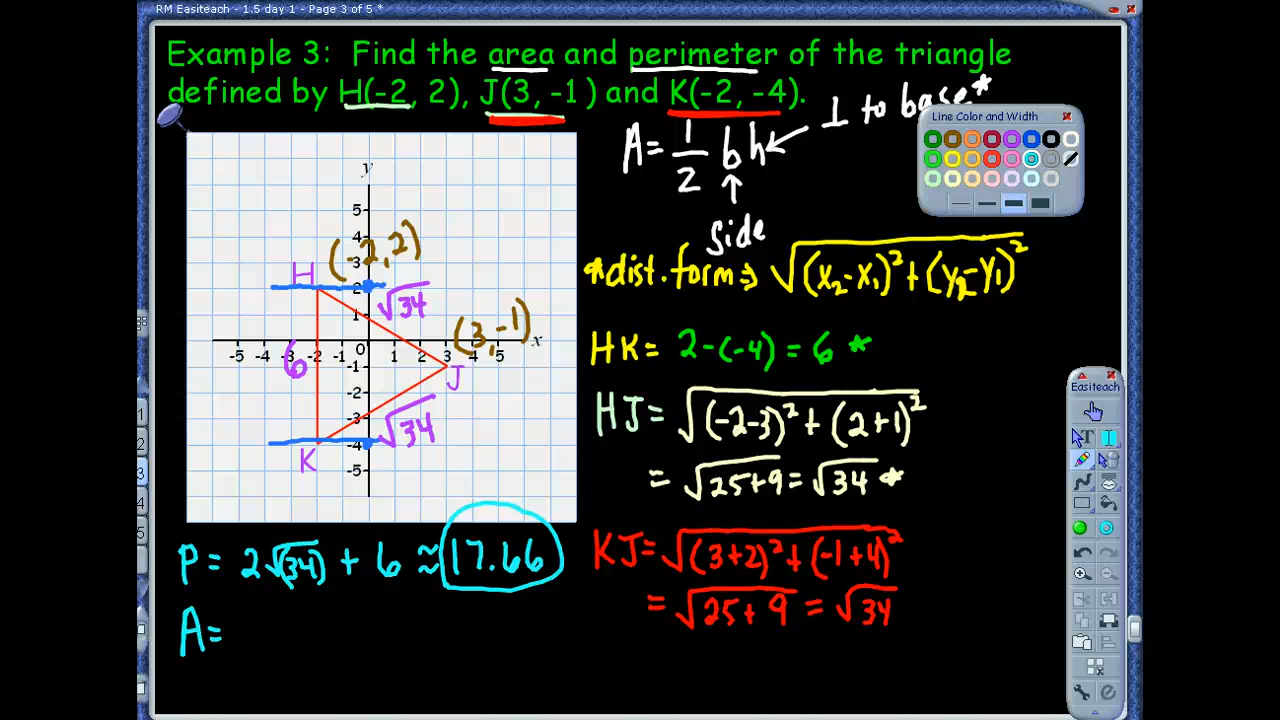 RM Easiteach - 1.5 day 1 - Page 3 of 5 *
Example 3: Find the area and perimeter of the triangle
defined by H(-2, 2), J(3, -1) and K(-2, -4).
A = 1/2 b h ← ⊥ to base*
↑
side
Line Color and Width
y
5
4
3
2
1
0
-1
-2
-3
-4
-5
-5 -4 -3 -2 -1 1 2 3 4 5 x
H (-2, 2)
√34
(3, -1)
6
J
√34
K
*dist. form ⇒ √(x₂-x₁)²+(y₂-y₁)²
HK = 2-(-4) = 6 *
HJ = √(-2-3)² + (2+1)²
= √25+9 = √34 *
KJ = √(3+2)² + (-1+4)²
= √25+9 = √34
P = 2√(34) + 6 ≈ 17.66
A =
Easiteach
T
1
2
3
4
5